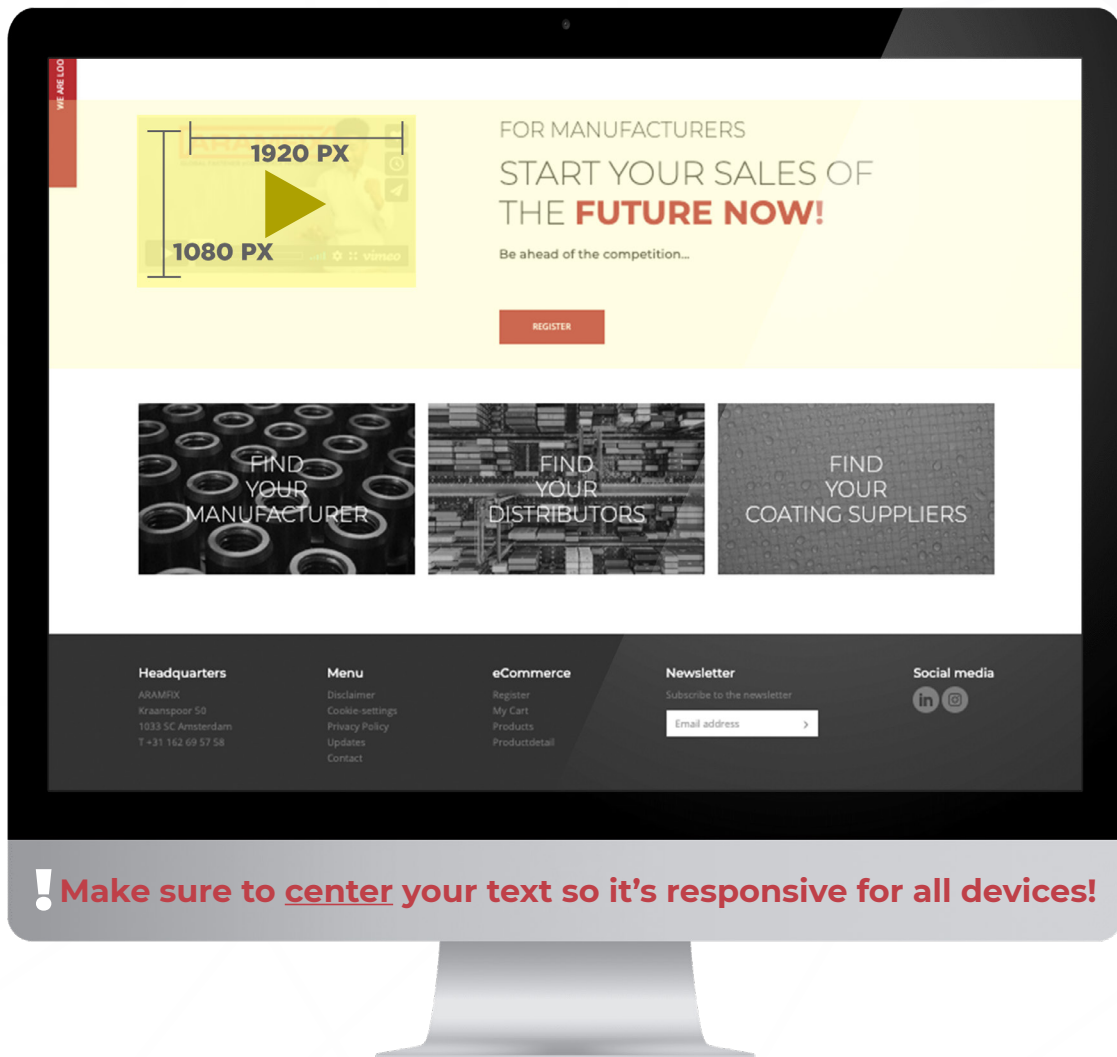 WE ARE LOO
1920 PX
1080 PX
vimeo
FOR MANUFACTURERS
START YOUR SALES OF
THE FUTURE NOW!
Be ahead of the competition...
REGISTER
FIND
YOUR
MANUFACTURER
FIND
YOUR
DISTRIBUTORS
FIND
YOUR
COATING SUPPLIERS
Headquarters
ARAMFIX
Kraanspoor 50
1033 SC Amsterdam
T +31 162 69 57 58
Menu
Disclaimer
Cookie-settings
Privacy Policy
Updates
Contact
eCommerce
Register
My Cart
Products
Productdetail
Newsletter
Subscribe to the newsletter
Email address
Social media
in
! Make sure to center your text so it's responsive for all devices!